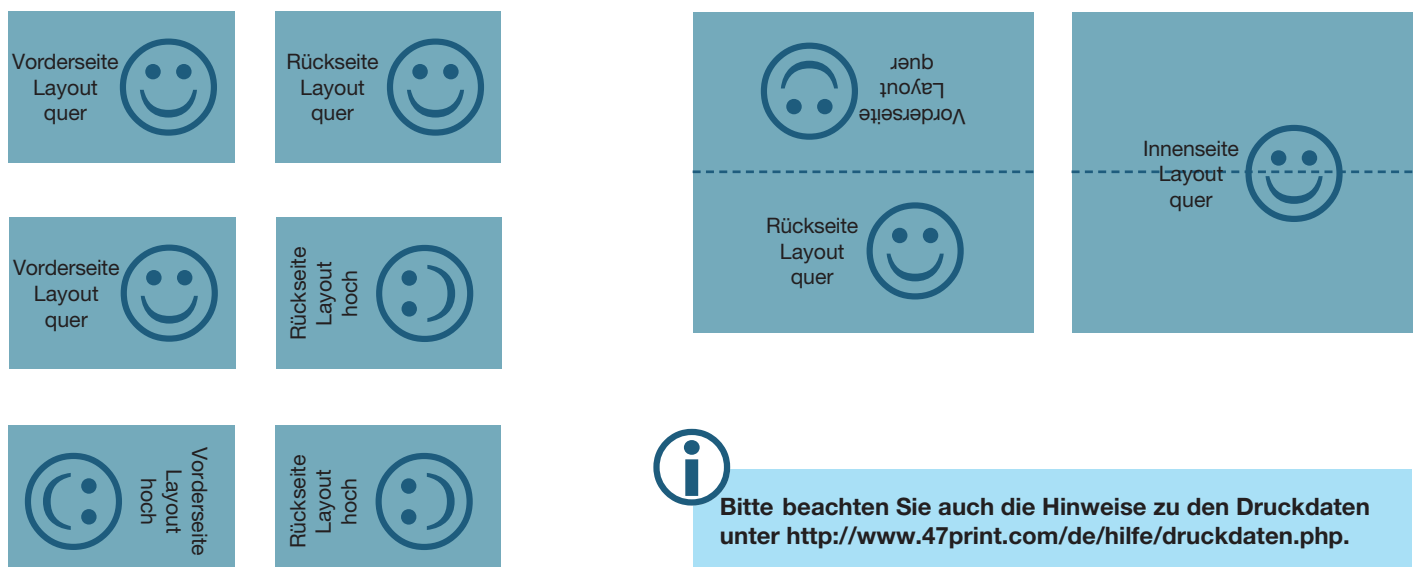 Vorderseite
Layout
quer
Rückseite
Layout
quer
Vorderseite
Layout
quer
Rückseite
Layout
hoch
Vorderseite
Layout
hoch
Rückseite
Layout
hoch
Vorderseite
Layout
quer
Rückseite
Layout
quer
Innenseite
Layout
quer
i
Bitte beachten Sie auch die Hinweise zu den Druckdaten
unter http://www.47print.com/de/hilfe/druckdaten.php.